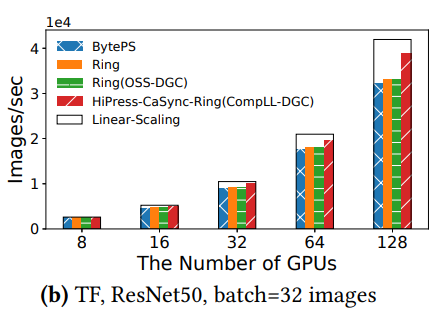 1e4
4
3
2
1
0
Images/sec
BytePS
Ring
Ring(OSS-DGC)
HiPress-CaSync-Ring(CompLL-DGC)
Linear-Scaling
8 16 32 64 128
The Number of GPUs
(b) TF, ResNet50, batch=32 images